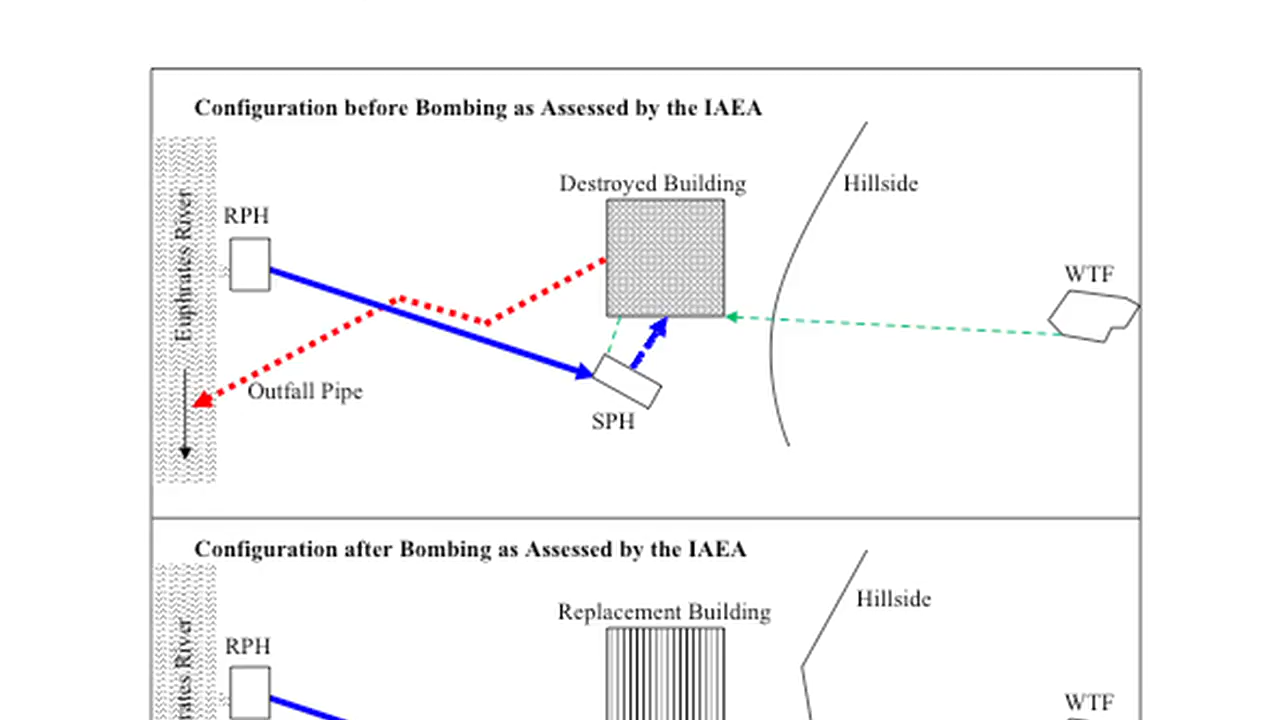 Configuration before Bombing as Assessed by the IAEA
Destroyed Building
Hillside
RPH
Euphrates River
WTF
Outfall Pipe
SPH
Configuration after Bombing as Assessed by the IAEA
Hillside
Replacement Building
RPH
River
WTF